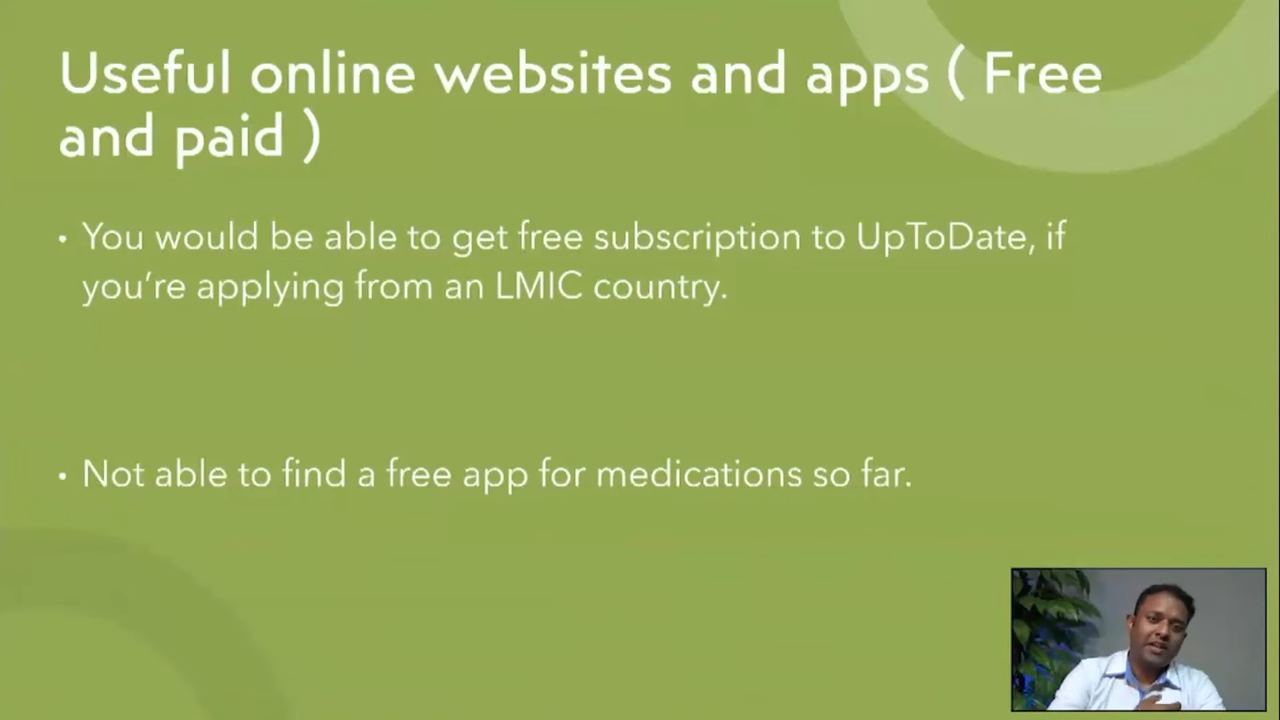 Useful online websites and apps ( Free
and paid )
• You would be able to get free subscription to UpToDate, if
you’re applying from an LMIC country.
• Not able to find a free app for medications so far.